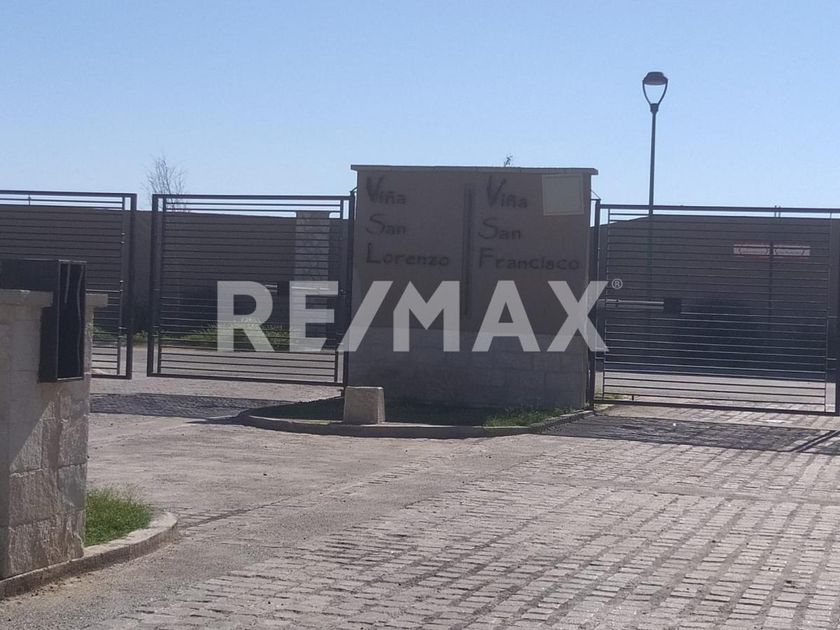 Viña
San
Lorenzo
Viña
San
Francisco
RE/MAX®